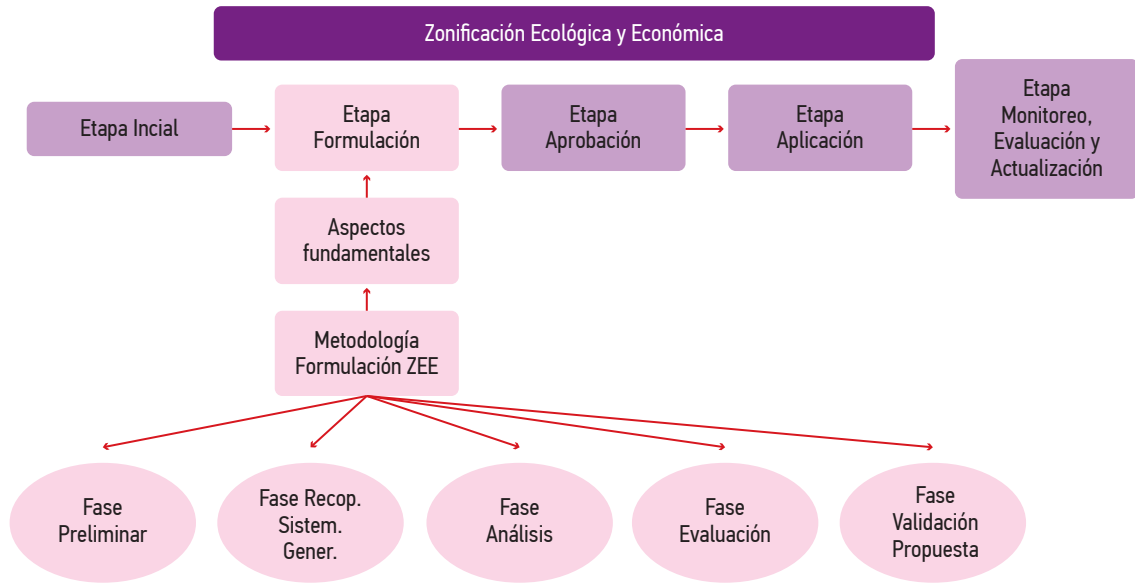 Zonificación Ecológica y Económica
Etapa Incial
Etapa
Formulación
Etapa
Aprobación
Etapa
Aplicación
Etapa
Monitoreo,
Evaluación y
Actualización
Aspectos
fundamentales
Metodología
Formulación ZEE
Fase
Preliminar
Fase Recop.
Sistem.
Gener.
Fase
Análisis
Fase
Evaluación
Fase
Validación
Propuesta